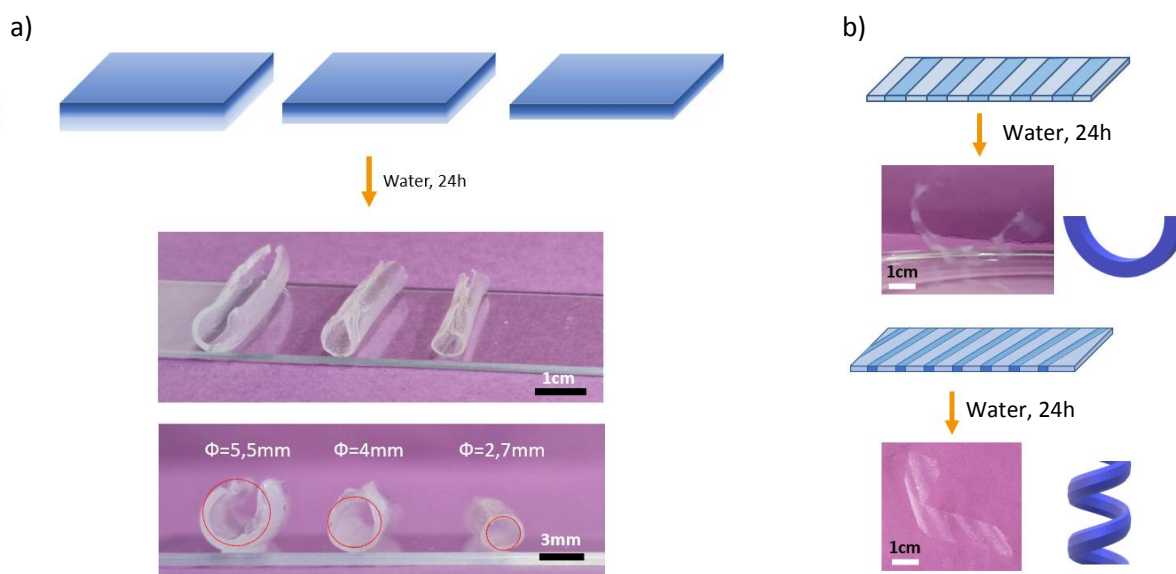 a)
Water, 24h
1cm
Φ=5,5mm
Φ=4mm
Φ=2,7mm
3mm
b)
Water, 24h
1cm
Water, 24h
1cm